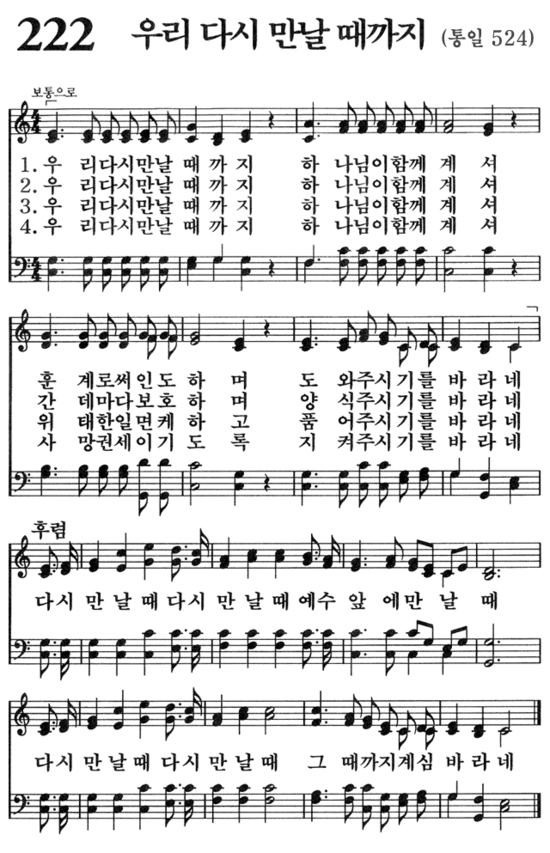 222 우리 다시 만날 때까지 (통일 524)
보통으로
1. 우 리다시만날 때 까 지 하 나님이함께 계 셔
2. 우 리다시만날 때 까 지 하 나님이함께 계 셔
3. 우 리다시만날 때 까 지 하 나님이함께 계 셔
4. 우 리다시만날 때 까 지 하 나님이함께 계 셔
훈 계로써인도 하 며 도 와주시기를 바 라 네
간 데마다보호 하 며 양 식주시기를 바 라 네
위 태한일면케 하 고 품 어주시기를 바 라 네
사 망권세이기 도 록 지 켜주시기를 바 라 네
후렴
다시 만 날 때 다시 만 날 때 예수 앞 에만 날 때
다시 만 날 때 다시 만 날 때 그 때까지계심 바 라 네